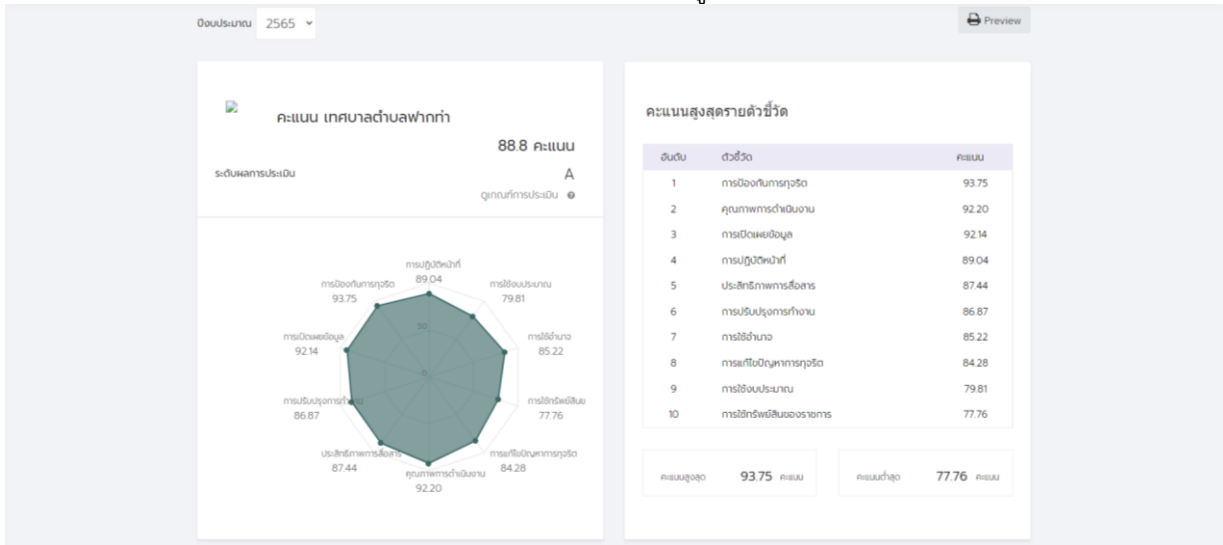 ปีงบประมาณ 2565
Preview
คะแนน เทศบาลตำบลฟากท่า
88.8 คะแนน
ระดับผลการประเมิน A
ดูเกณฑ์การประเมิน
การปฏิบัติหน้าที่
89.04
การใช้งบประมาณ
79.81
การใช้อำนาจ
85.22
การใช้ทรัพย์สินข
77.76
การแก้ไขปัญหาการทุจริต
84.28
คุณภาพการดำเนินงาน
92.20
ประสิทธิภาพการสื่อสาร
87.44
การปรับปรุงการทำงาน
86.87
การเปิดเผยข้อมูล
92.14
การป้องกันการทุจริต
93.75
50
0
คะแนนสูงสุดรายตัวชี้วัด
อันดับ ตัวชี้วัด คะแนน
1 การป้องกันการทุจริต 93.75
2 คุณภาพการดำเนินงาน 92.20
3 การเปิดเผยข้อมูล 92.14
4 การปฏิบัติหน้าที่ 89.04
5 ประสิทธิภาพการสื่อสาร 87.44
6 การปรับปรุงการทำงาน 86.87
7 การใช้อำนาจ 85.22
8 การแก้ไขปัญหาการทุจริต 84.28
9 การใช้งบประมาณ 79.81
10 การใช้ทรัพย์สินของราชการ 77.76
คะแนนสูงสุด 93.75 คะแนน
คะแนนต่ำสุด 77.76 คะแนน